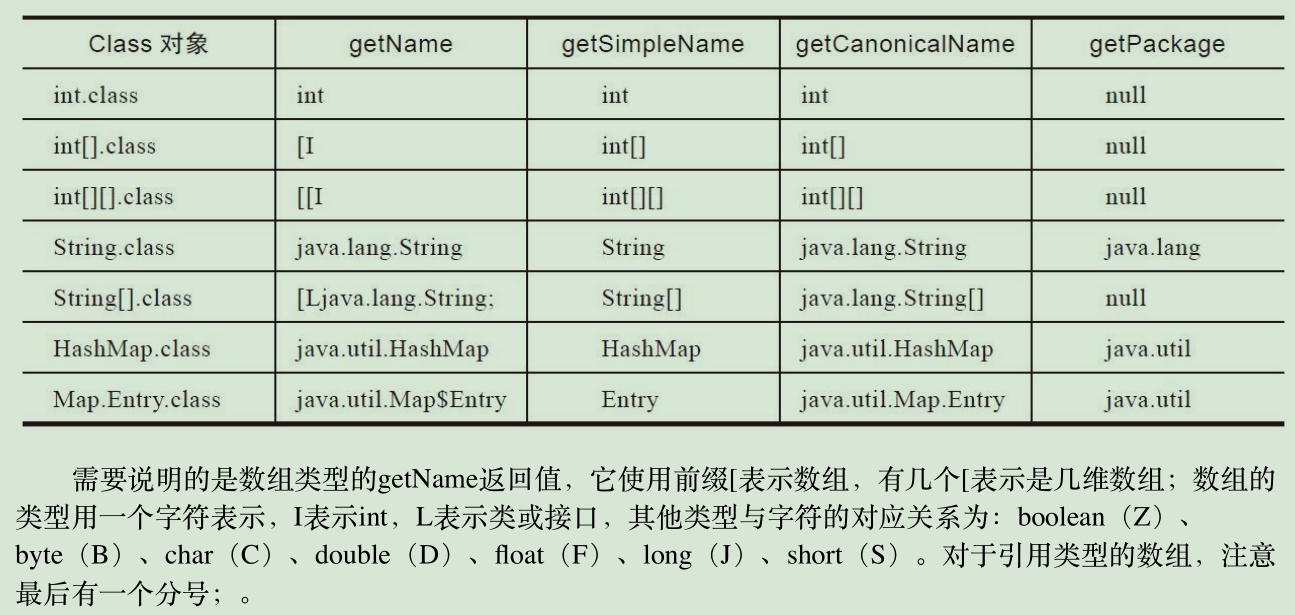 Class 对象 getName getSimpleName getCanonicalName getPackage
int.class int int int null
int[].class [I int[] int[] null
int[][].class [[I int[][] int[][] null
String.class java.lang.String String java.lang.String java.lang
String[].class [Ljava.lang.String; String[] java.lang.String[] null
HashMap.class java.util.HashMap HashMap java.util.HashMap java.util
Map.Entry.class java.util.Map$Entry Entry java.util.Map.Entry java.util
需要说明的是数组类型的getName返回值，它使用前缀[表示数组，有几个[表示是几维数组；数组的
类型用一个字符表示，I表示int，L表示类或接口，其他类型与字符的对应关系为：boolean（Z）、
byte（B）、char（C）、double（D）、float（F）、long（J）、short（S）。对于引用类型的数组，注意
最后有一个分号；。